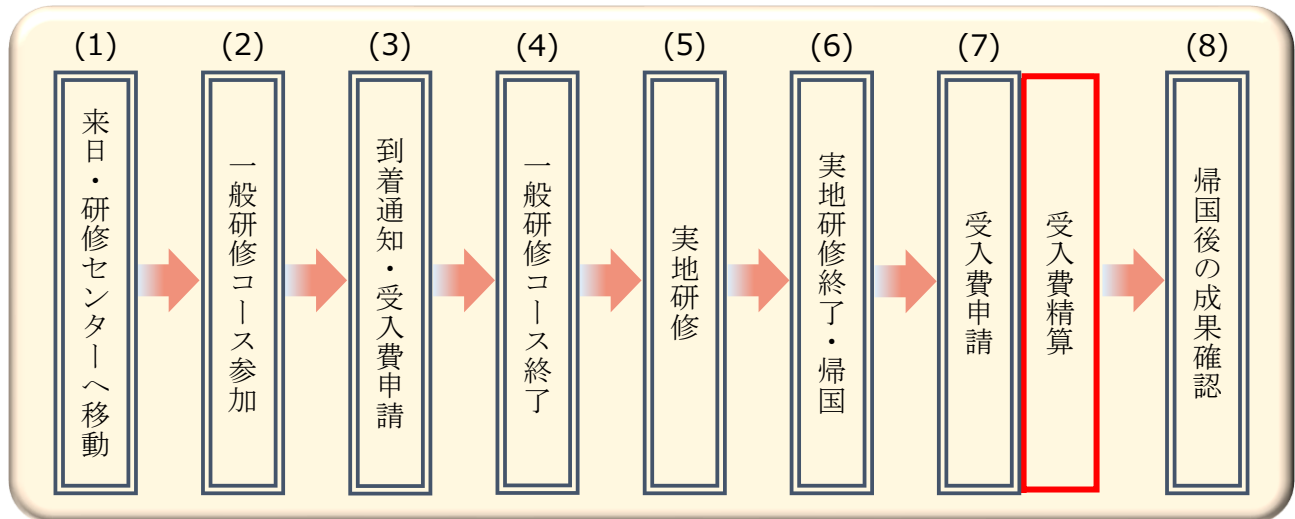 (1)
来日・研修センターへ移動
(2)
一般研修コース参加
(3)
到着通知・受入費申請
(4)
一般研修コース終了
(5)
実地研修
(6)
実地研修終了・帰国
(7)
受入費申請
受入費精算
(8)
帰国後の成果確認